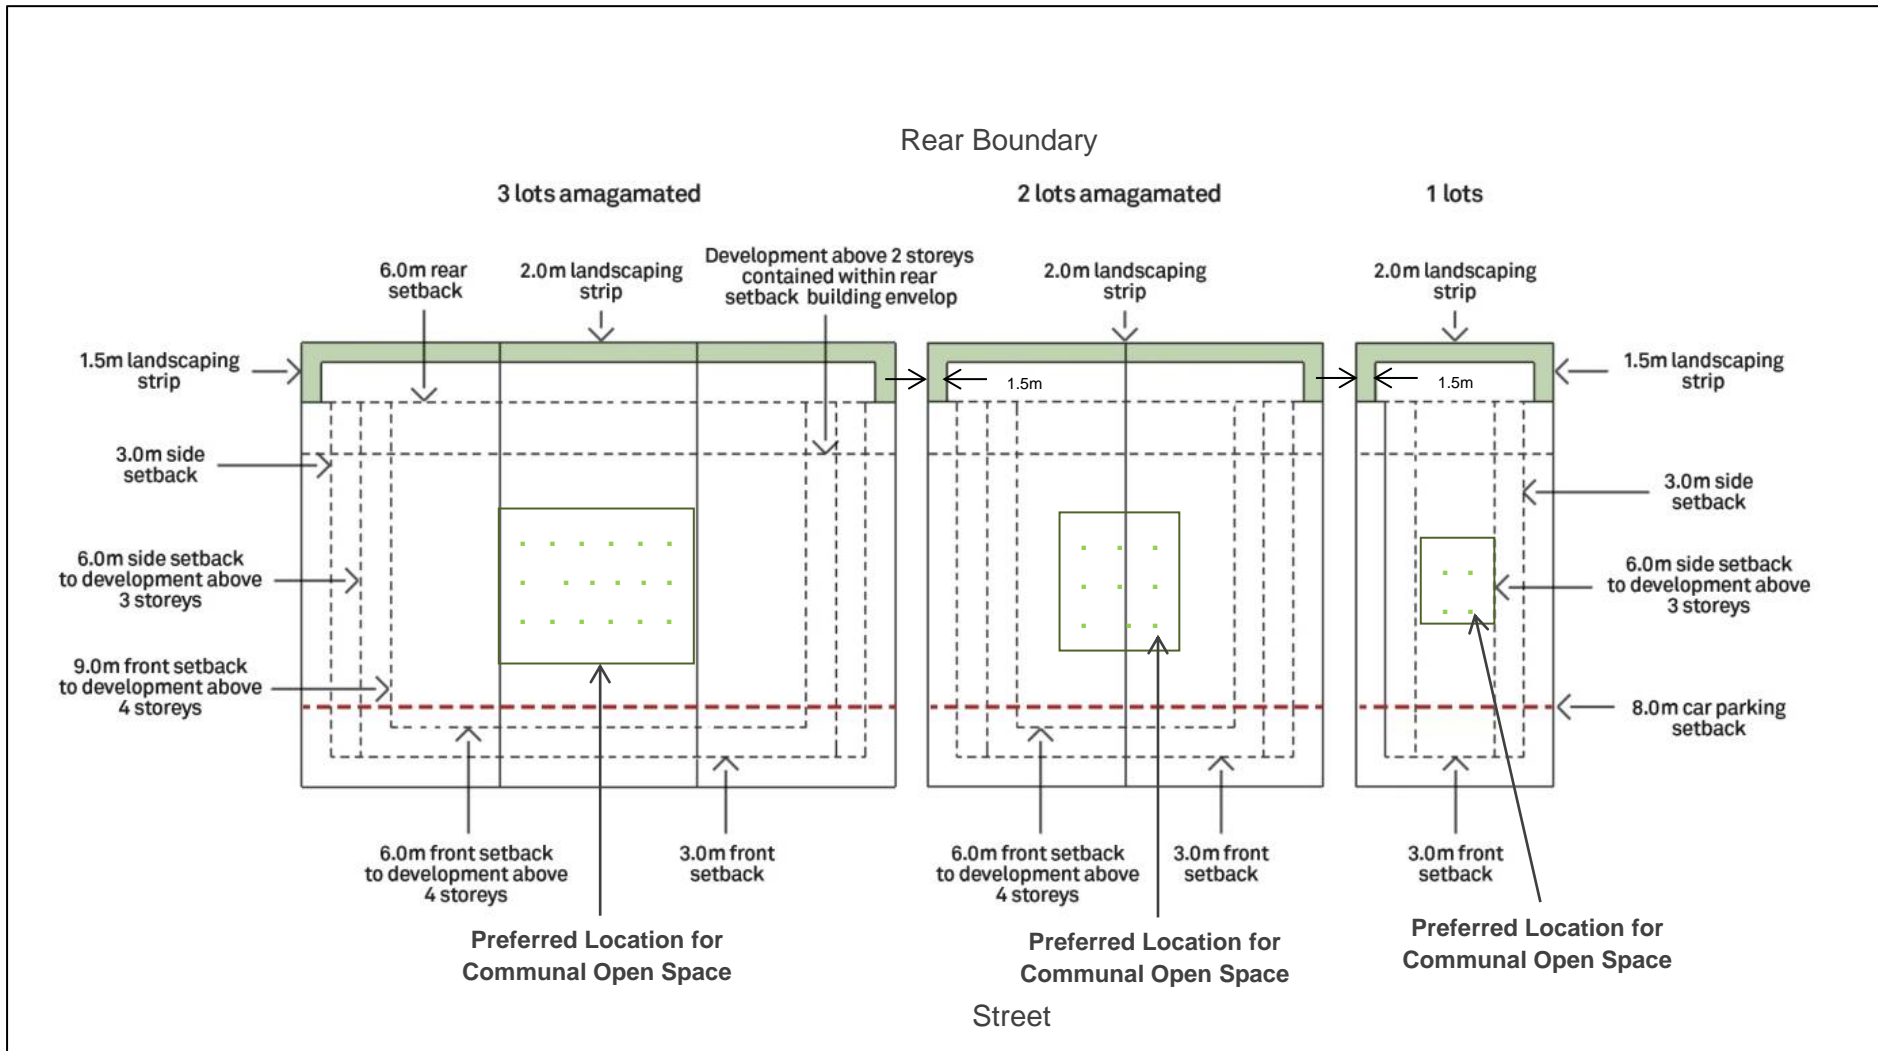 Rear Boundary
3 lots amagamated
2 lots amagamated
1 lots
6.0m rear
setback
2.0m landscaping
strip
Development above 2 storeys
contained within rear
setback building envelop
2.0m landscaping
strip
2.0m landscaping
strip
1.5m landscaping
strip
1.5m
1.5m
1.5m landscaping
strip
3.0m side
setback
3.0m side
setback
6.0m side setback
to development above
3 storeys
6.0m side setback
to development above
3 storeys
9.0m front setback
to development above
4 storeys
8.0m car parking
setback
6.0m front setback
to development above
4 storeys
3.0m front
setback
6.0m front setback
to development above
4 storeys
3.0m front
setback
3.0m front
setback
Preferred Location for
Communal Open Space
Preferred Location for
Communal Open Space
Preferred Location for
Communal Open Space
Street